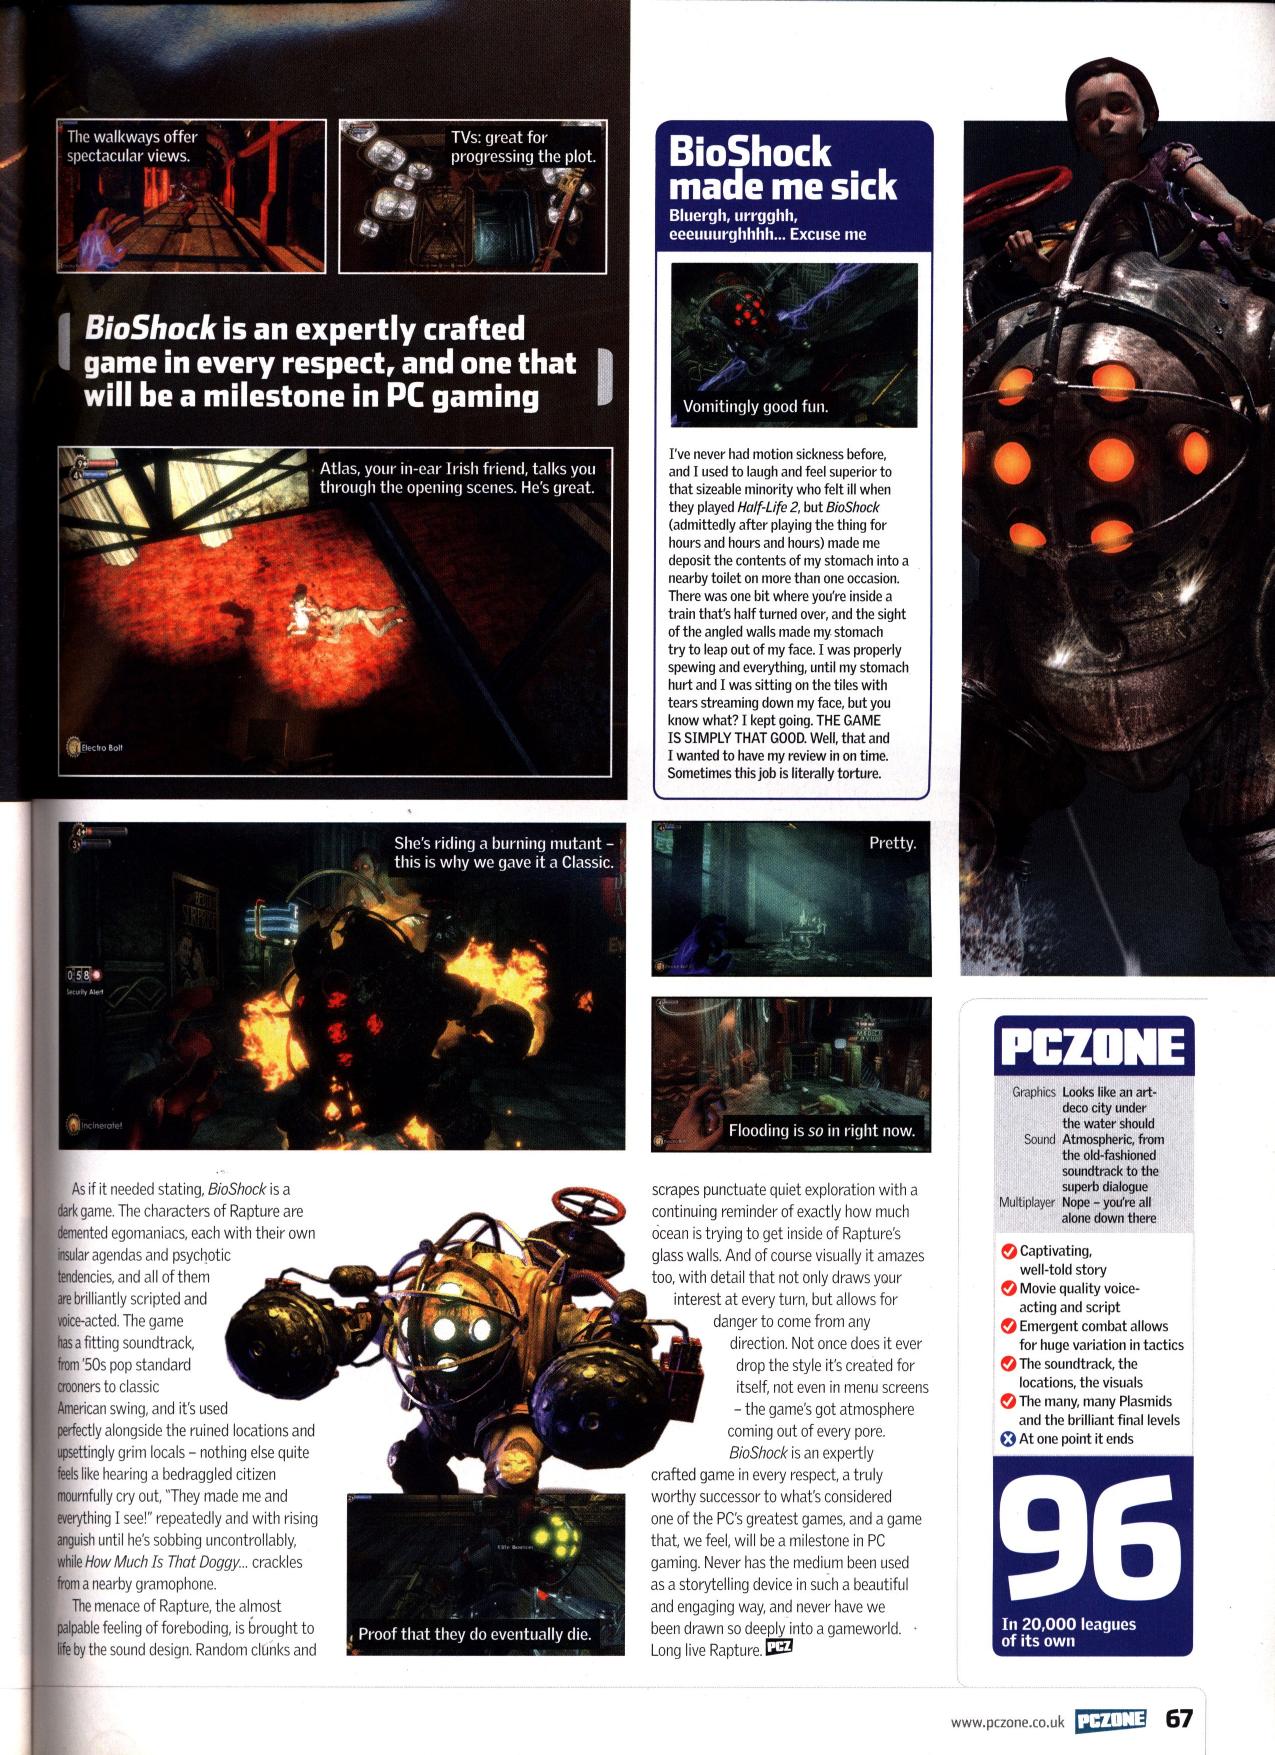 The walkways offer
spectacular views.
TVs: great for
progressing the plot.
BioShock is an expertly crafted
game in every respect, and one that
will be a milestone in PC gaming
Atlas, your in-ear Irish friend, talks you
through the opening scenes. He's great.
Electro Bolt
BioShock
made me sick
Bluergh, urrgghh,
eeeuuurghhhh... Excuse me
Vomitingly good fun.
I've never had motion sickness before,
and I used to laugh and feel superior to
that sizeable minority who felt ill when
they played Half-Life 2, but BioShock
(admittedly after playing the thing for
hours and hours and hours) made me
deposit the contents of my stomach into a
nearby toilet on more than one occasion.
There was one bit where you're inside a
train that's half turned over, and the sight
of the angled walls made my stomach
try to leap out of my face. I was properly
spewing and everything, until my stomach
hurt and I was sitting on the tiles with
tears streaming down my face, but you
know what? I kept going. THE GAME
IS SIMPLY THAT GOOD. Well, that and
I wanted to have my review in on time.
Sometimes this job is literally torture.
She's riding a burning mutant –
this is why we gave it a Classic.
058
Security Alert
Incinerate!
Pretty.
Flooding is so in right now.
As if it needed stating, BioShock is a
dark game. The characters of Rapture are
demented egomaniacs, each with their own
insular agendas and psychotic
tendencies, and all of them
are brilliantly scripted and
voice-acted. The game
has a fitting soundtrack,
from '50s pop standard
crooners to classic
American swing, and it's used
perfectly alongside the ruined locations and
upsettingly grim locals – nothing else quite
feels like hearing a bedraggled citizen
mournfully cry out, "They made me and
everything I see!" repeatedly and with rising
anguish until he's sobbing uncontrollably,
while How Much Is That Doggy... crackles
from a nearby gramophone.
The menace of Rapture, the almost
palpable feeling of foreboding, is brought to
life by the sound design. Random clunks and
Proof that they do eventually die.
scrapes punctuate quiet exploration with a
continuing reminder of exactly how much
ocean is trying to get inside of Rapture's
glass walls. And of course visually it amazes
too, with detail that not only draws your
interest at every turn, but allows for
danger to come from any
direction. Not once does it ever
drop the style it's created for
itself, not even in menu screens
– the game's got atmosphere
coming out of every pore.
BioShock is an expertly
crafted game in every respect, a truly
worthy successor to what's considered
one of the PC's greatest games, and a game
that, we feel, will be a milestone in PC
gaming. Never has the medium been used
as a storytelling device in such a beautiful
and engaging way, and never have we
been drawn so deeply into a gameworld.
Long live Rapture. PCZ
PCZONE
Graphics Looks like an art-
deco city under
the water should
Sound Atmospheric, from
the old-fashioned
soundtrack to the
superb dialogue
Multiplayer Nope – you're all
alone down there
Captivating,
well-told story
Movie quality voice-
acting and script
Emergent combat allows
for huge variation in tactics
The soundtrack, the
locations, the visuals
The many, many Plasmids
and the brilliant final levels
At one point it ends
96
In 20,000 leagues
of its own
www.pczone.co.uk PCZONE 67